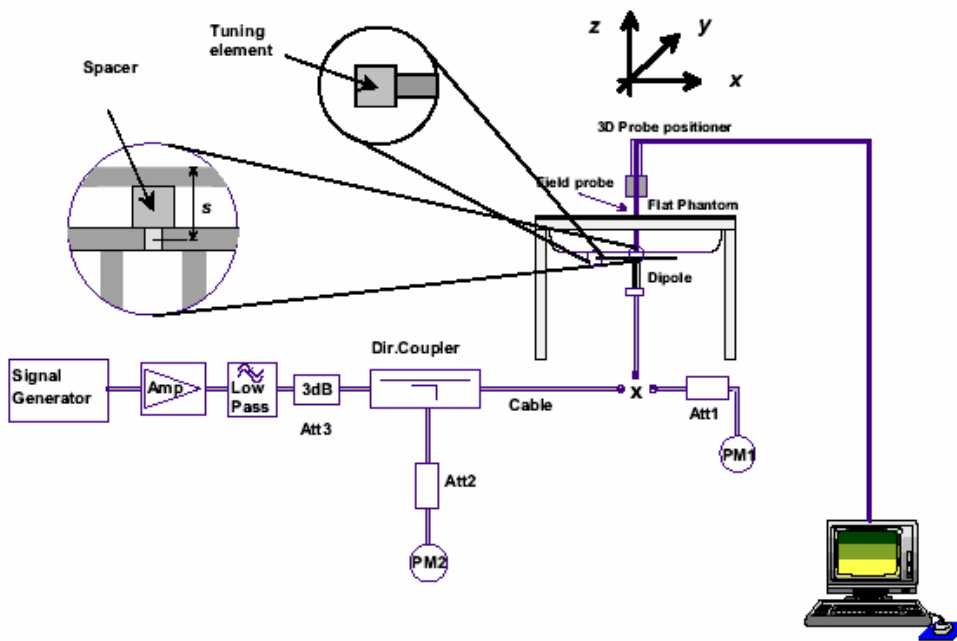 Tuning
element
Spacer
s
z
y
x
3D Probe positioner
Field probe
Flat Phantom
Dipole
Dir.Coupler
Signal
Generator
Amp
Low
Pass
3dB
Att3
Cable
x
Att1
PM1
Att2
PM2